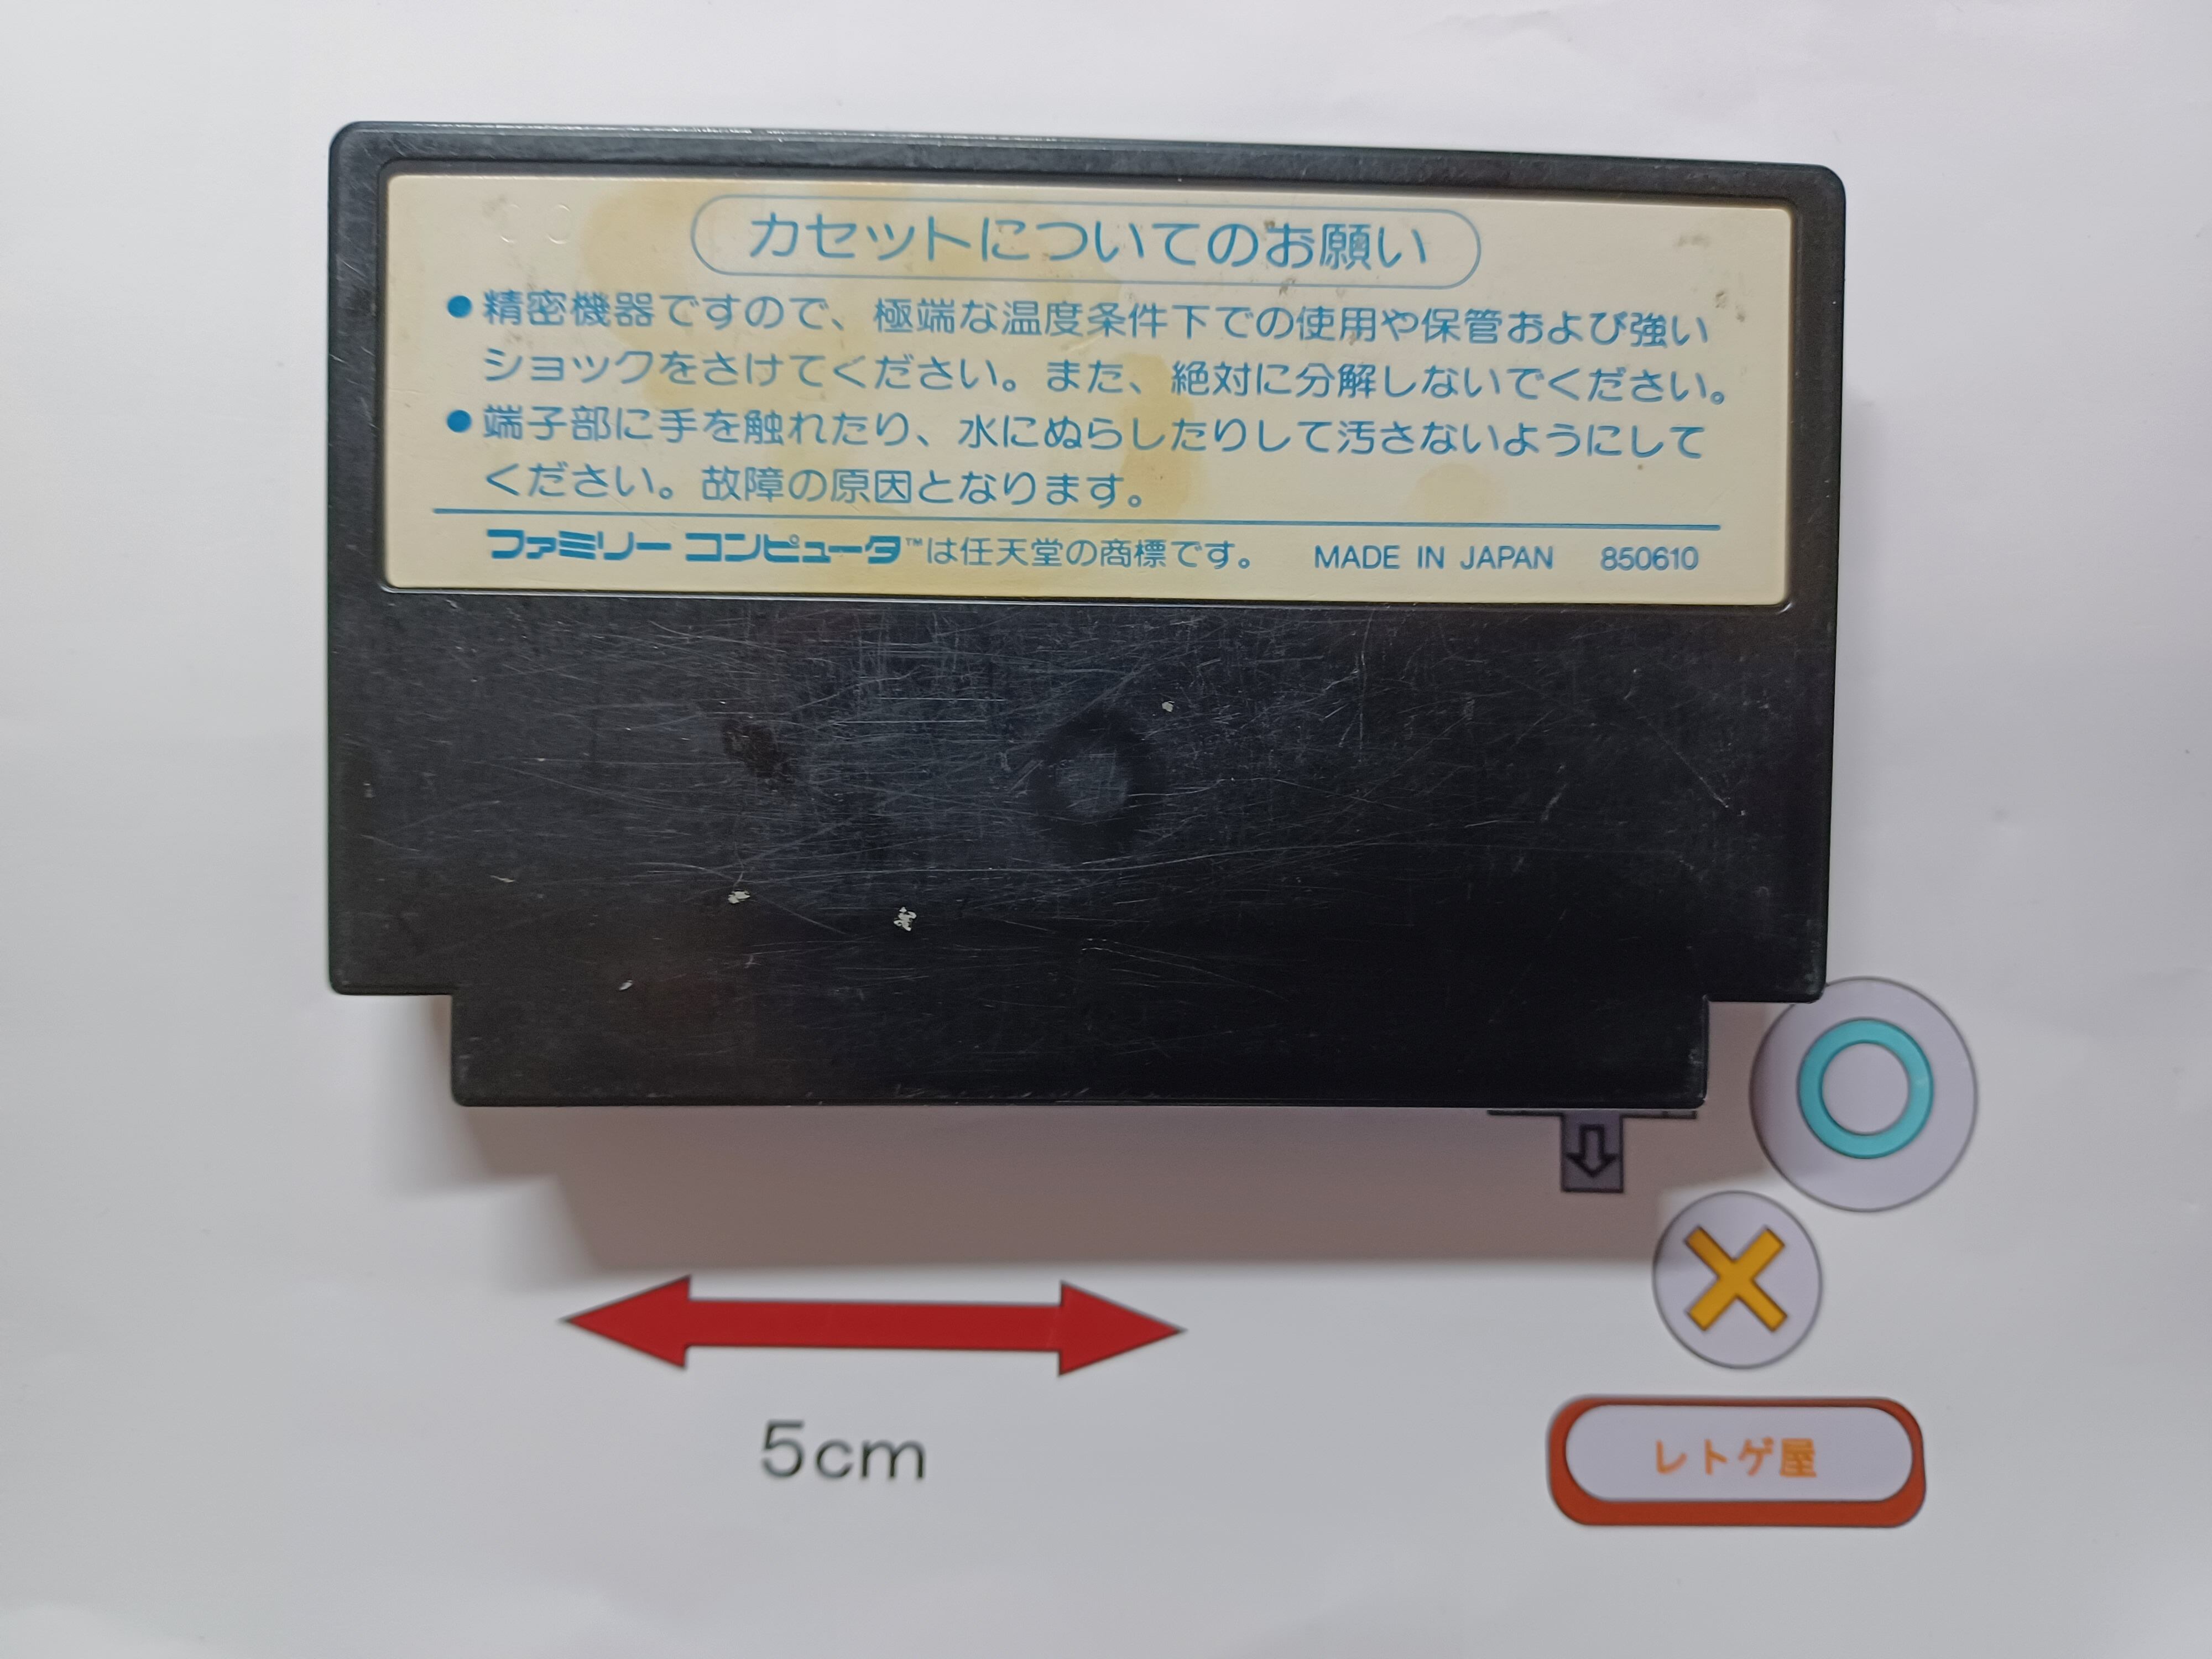 カセットについてのお願い
●精密機器ですので、極端な温度条件下での使用や保管および強い
ショックをさけてください。また、絶対に分解しないでください。
●端子部に手を触れたり、水にぬらしたりして汚さないようにして
ください。故障の原因となります。
ファミリー コンピュータ™は任天堂の商標です。 MADE IN JAPAN 850610
5cm
レトゲ屋